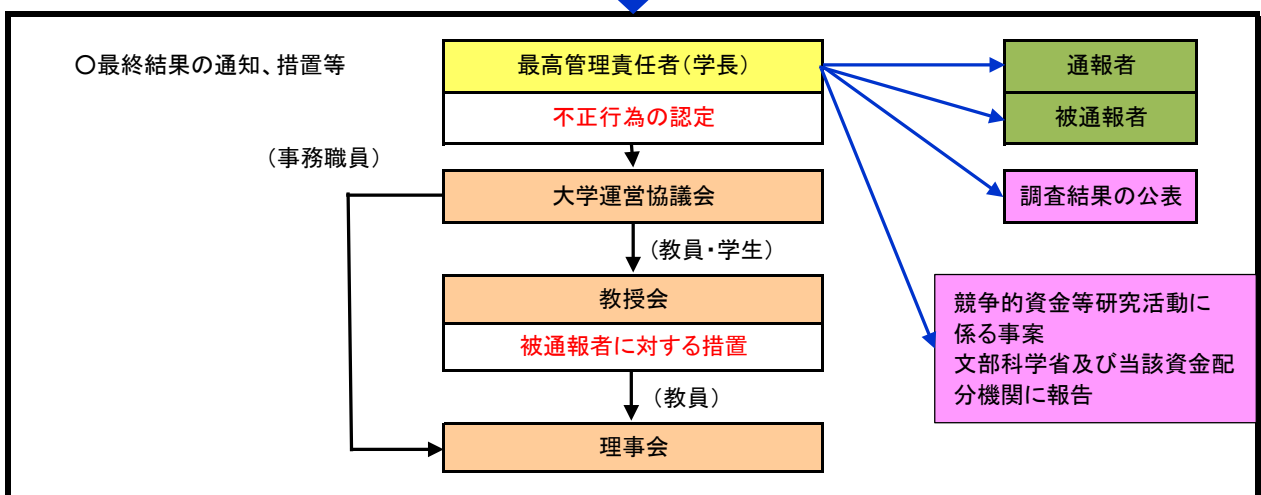 〇最終結果の通知、措置等
最高管理責任者(学長)
不正行為の認定
通報者
被通報者
(事務職員)
大学運営協議会
調査結果の公表
(教員・学生)
教授会
被通報者に対する措置
競争的資金等研究活動に
係る事案
文部科学省及び当該資金配
分機関に報告
(教員)
理事会